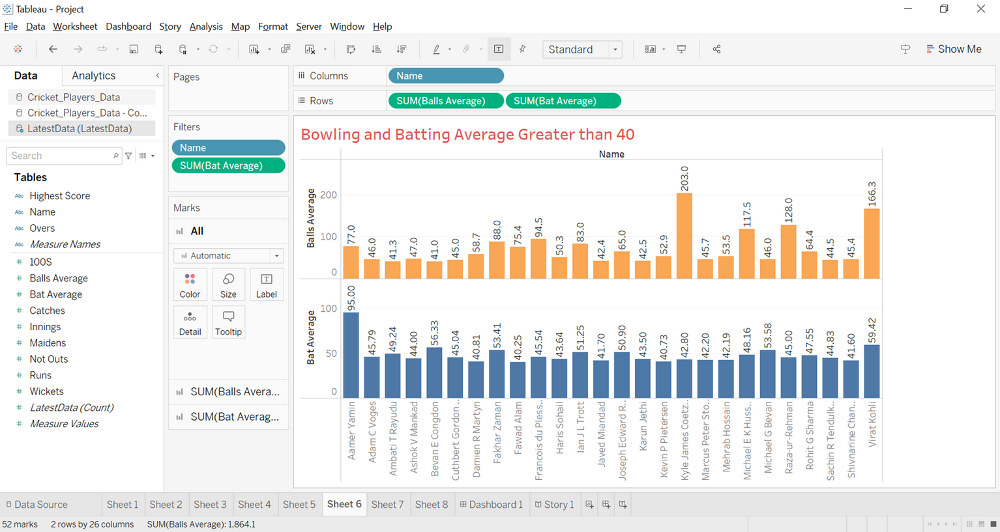 Tableau - Project
File Data Worksheet Dashboard Story Analysis Map Format Server Window Help
Standard
Show Me
Data
Analytics
Cricket_Players_Data
Cricket_Players_Data - Co...
LatestData (LatestData)
Search
Tables
Abc Highest Score
Abc Name
Abc Overs
Abc Measure Names
# 100S
# Balls Average
# Bat Average
# Catches
# Innings
# Maidens
# Not Outs
# Runs
# Wickets
# LatestData (Count)
# Measure Values
Pages
Filters
Name
SUM(Bat Average)
Marks
All
Automatic
Color Size Label
Detail Tooltip
SUM(Balls Avera...
SUM(Bat Averag...
Columns Name
Rows SUM(Balls Average) SUM(Bat Average)
Bowling and Batting Average Greater than 40
Name
Balls Average
200
100
0
77.0 46.0 41.3 47.0 41.0 45.0 58.7 88.0 75.4 94.5 50.3 83.0 42.4 65.0 42.5 52.9 203.0 45.7 53.5 117.5 46.0 128.0 64.4 44.5 45.4 166.3
Bat Average
100
50
0
95.00 45.79 49.24 44.00 56.33 45.04 40.81 53.41 40.25 45.54 43.64 51.25 41.70 50.90 43.50 40.73 42.80 42.20 42.19 48.16 53.58 45.00 47.55 44.83 41.60 59.42
Aamer Yamin
Adam C Voges
Ambati T Rayudu
Ashok V Mankad
Bevan E Congdon
Cuthbert Gordon ..
Damien R Martyn
Fakhar Zaman
Fawad Alam
Francois du Pless..
Haris Sohail
Ian J L Trott
Javed Miandad
Joseph Edward R..
Karun Jethi
Kevin P Pietersen
Kyle James Coetz..
Marcus Peter Sto..
Mehrab Hossain
Michael E K Huss..
Michael G Bevan
Raza-ur-Rehman
Rohit G Sharma
Sachin R Tendulk..
Shivnarine Chan..
Virat Kohli
Data Source Sheet 1 Sheet 2 Sheet 3 Sheet 4 Sheet 5 Sheet 6 Sheet 7 Sheet 8 Dashboard 1 Story 1
52 marks 2 rows by 26 columns SUM(Balls Average): 1,864.1